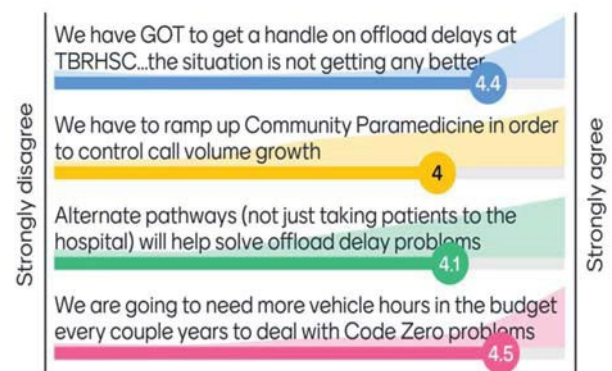 Strongly disagree
We have GOT to get a handle on offload delays at
TBRHSC...the situation is not getting any better
4.4
We have to ramp up Community Paramedicine in order
to control call volume growth
4
Alternate pathways (not just taking patients to the
hospital) will help solve offload delay problems
4.1
We are going to need more vehicle hours in the budget
every couple years to deal with Code Zero problems
4.5
Strongly agree